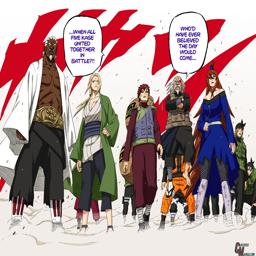 ...WHEN ALL
FIVE KAGE
UNITED
TOGETHER
IN
BATTLE?!
WHO'D
HAVE EVER
BELIEVED
THE DAY
WOULD
COME...